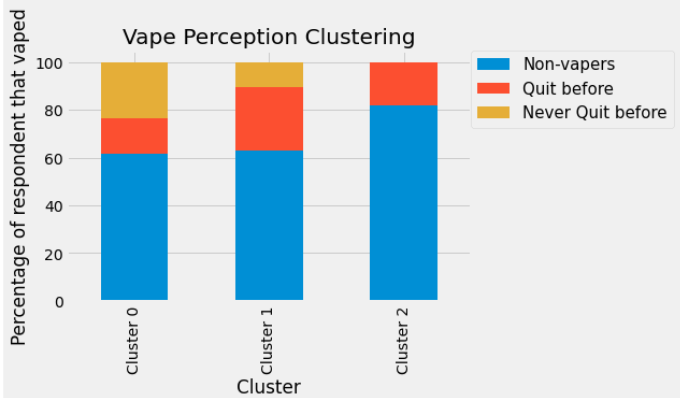 Vape Perception Clustering
Percentage of respondent that vaped
100
80
60
40
20
0
Cluster 0
Cluster 1
Cluster 2
Cluster
Non-vapers
Quit before
Never Quit before